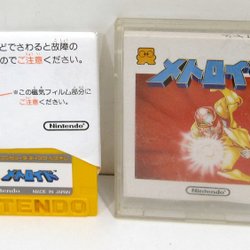 どでさわると故障の
のでご注意ください。
※この磁気フィルム部分に
ご注意ください。
Nintendo
メトロイド
Nintendo
MADE IN JAPAN
NINTENDO
メトロイド
Nintendo